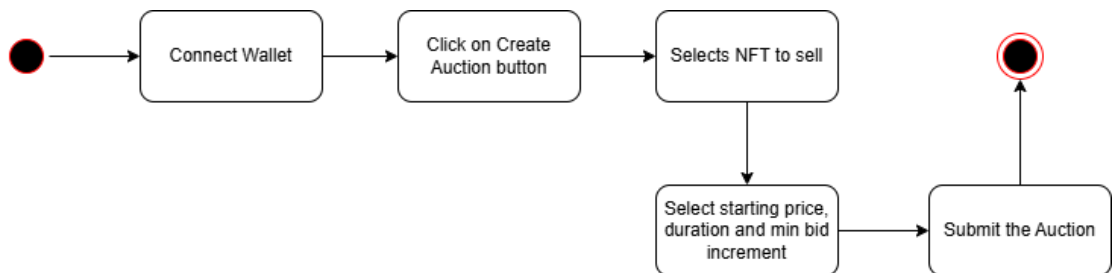 Connect Wallet
Click on Create
Auction button
Selects NFT to sell
Select starting price,
duration and min bid
increment
Submit the Auction